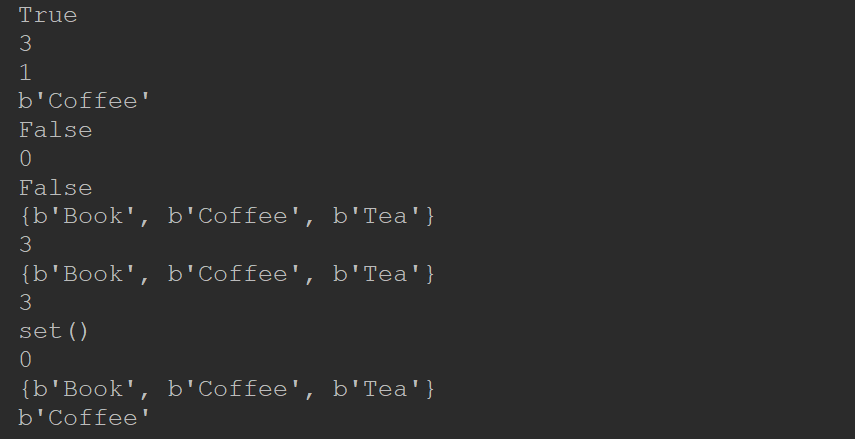 True
3
1
b'Coffee'
False
0
False
{b'Book', b'Coffee', b'Tea'}
3
{b'Book', b'Coffee', b'Tea'}
3
set()
0
{b'Book', b'Coffee', b'Tea'}
b'Coffee'